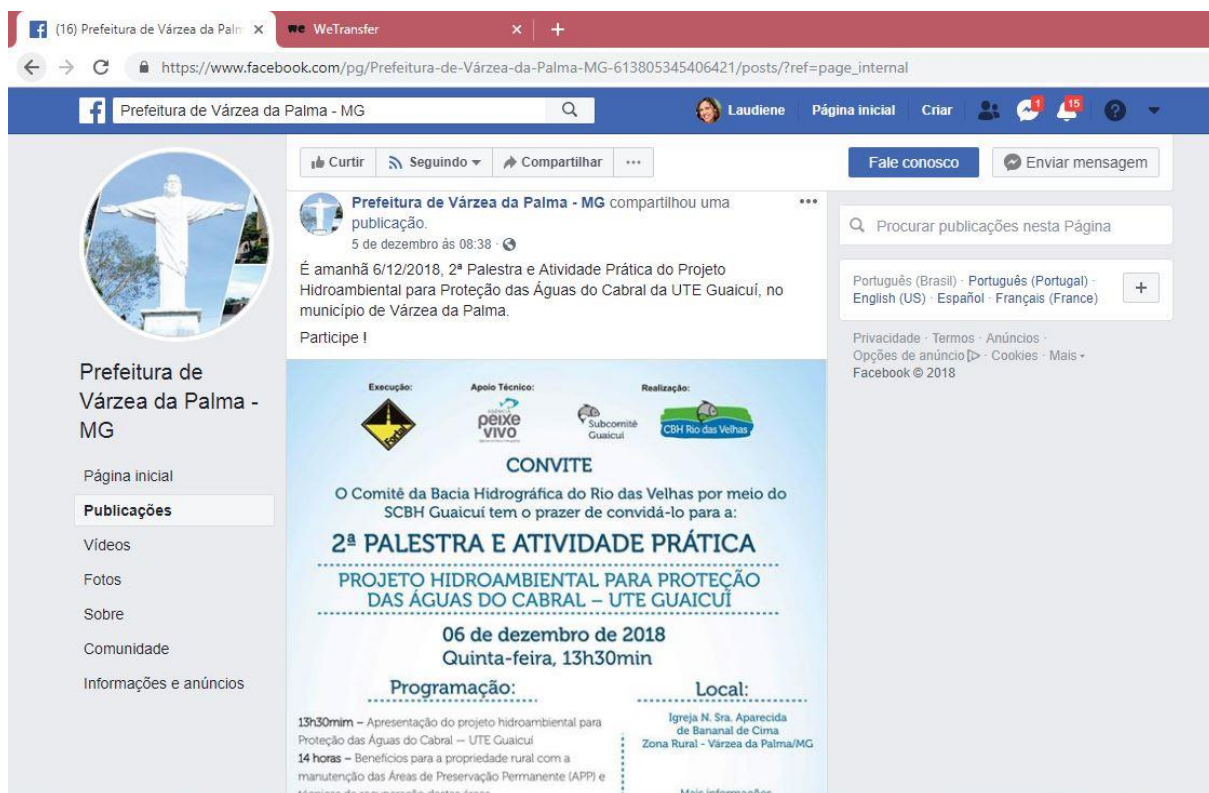 (16) Prefeitura de Várzea da Palm
we WeTransfer
https://www.facebook.com/pg/Prefeitura-de-Várzea-da-Palma-MG-613805345406421/posts/?ref=page_internal
Prefeitura de Várzea da Palma - MG
Laudiene
Página inicial
Criar
1
15
Curtir
Seguindo
Compartilhar
Fale conosco
Enviar mensagem
Prefeitura de
Várzea da Palma -
MG
Página inicial
Publicações
Vídeos
Fotos
Sobre
Comunidade
Informações e anúncios
Prefeitura de Várzea da Palma - MG compartilhou uma
publicação.
5 de dezembro às 08:38
É amanhã 6/12/2018, 2ª Palestra e Atividade Prática do Projeto
Hidroambiental para Proteção das Águas do Cabral da UTE Guaicuí, no
município de Várzea da Palma.
Participe !
Execução:
Apoio Técnico:
Realização:
Fortal
peixe
vivo
Subcomitê
Guaicuí
CBH Rio das Velhas
CONVITE
O Comitê da Bacia Hidrográfica do Rio das Velhas por meio do
SCBH Guaicuí tem o prazer de convidá-lo para a:
2ª PALESTRA E ATIVIDADE PRÁTICA
PROJETO HIDROAMBIENTAL PARA PROTEÇÃO
DAS ÁGUAS DO CABRAL – UTE GUAICUÍ
06 de dezembro de 2018
Quinta-feira, 13h30min
Programação:
13h30mim – Apresentação do projeto hidroambiental para
Proteção das Águas do Cabral – UTE Guaicuí
14 horas – Benefícios para a propriedade rural com a
manutenção das Áreas de Preservação Permanente (APP) e
Local:
Igreja N. Sra. Aparecida
de Bananal de Cima
Zona Rural - Várzea da Palma/MG
Mais informações
Procurar publicações nesta Página
Português (Brasil) · Português (Portugal) ·
English (US) · Español · Français (France)
Privacidade · Termos · Anúncios ·
Opções de anúncio · Cookies · Mais
Facebook © 2018